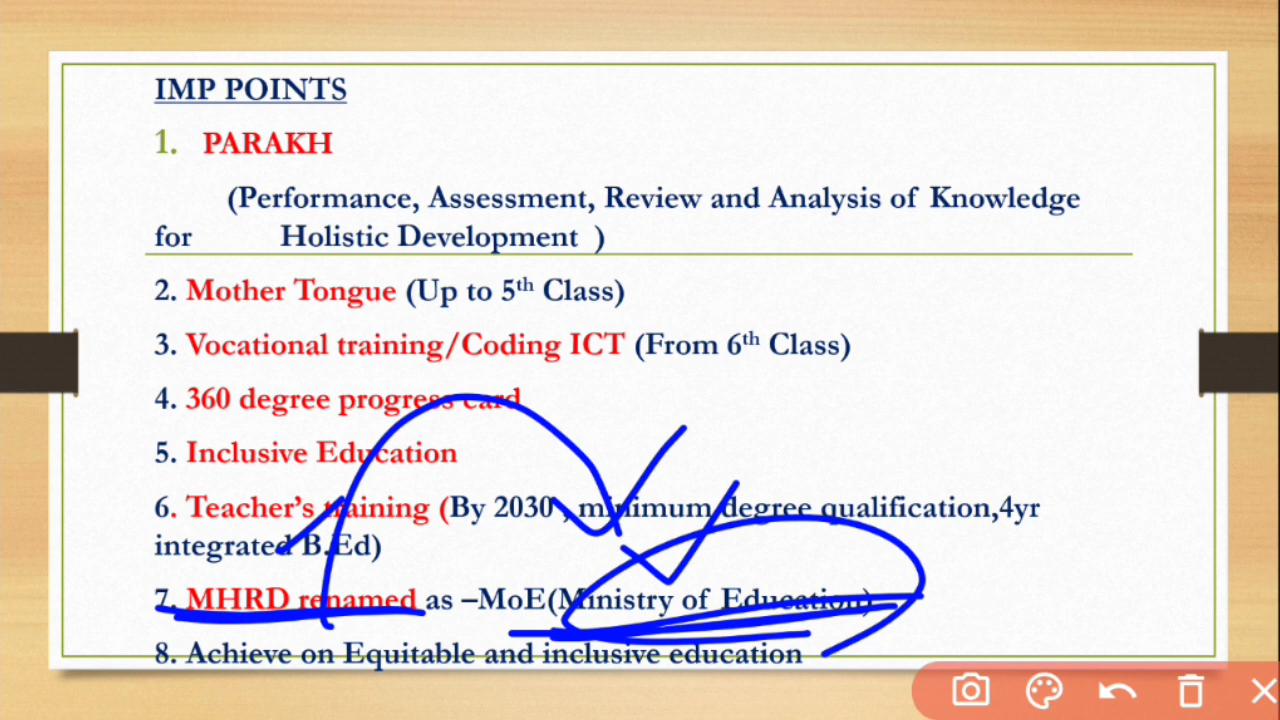 IMP POINTS
1. PARAKH
(Performance, Assessment, Review and Analysis of Knowledge
for Holistic Development )
2. Mother Tongue (Up to 5th Class)
3. Vocational training/Coding ICT (From 6th Class)
4. 360 degree progress card
5. Inclusive Education
6. Teacher's training (By 2030 , minimum degree qualification,4yr
integrated B.Ed)
7. MHRD renamed as –MoE(Ministry of Education)
8. Achieve on Equitable and inclusive education